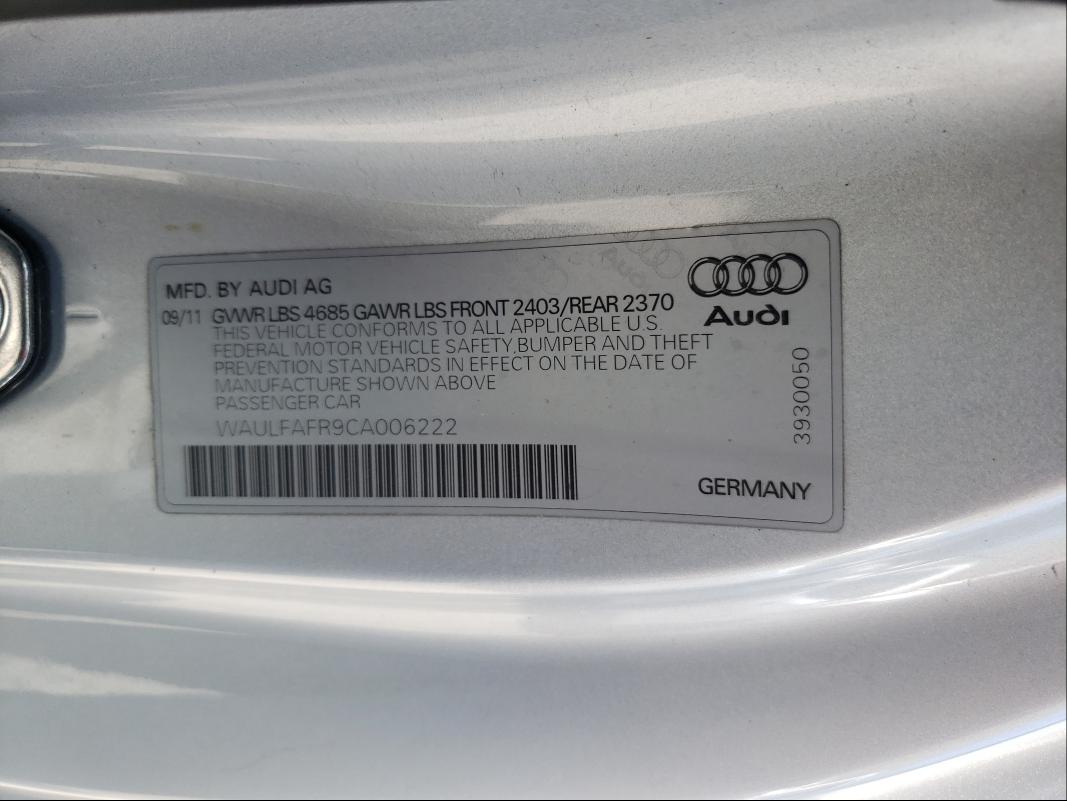 MFD. BY AUDI AG
09/11 GVWR LBS 4685 GAWR LBS FRONT 2403/REAR 2370
THIS VEHICLE CONFORMS TO ALL APPLICABLE U.S.
FEDERAL MOTOR VEHICLE SAFETY,BUMPER AND THEFT
PREVENTION STANDARDS IN EFFECT ON THE DATE OF
MANUFACTURE SHOWN ABOVE
PASSENGER CAR
WAULFAFR9CA006222
Audi
3930050
GERMANY